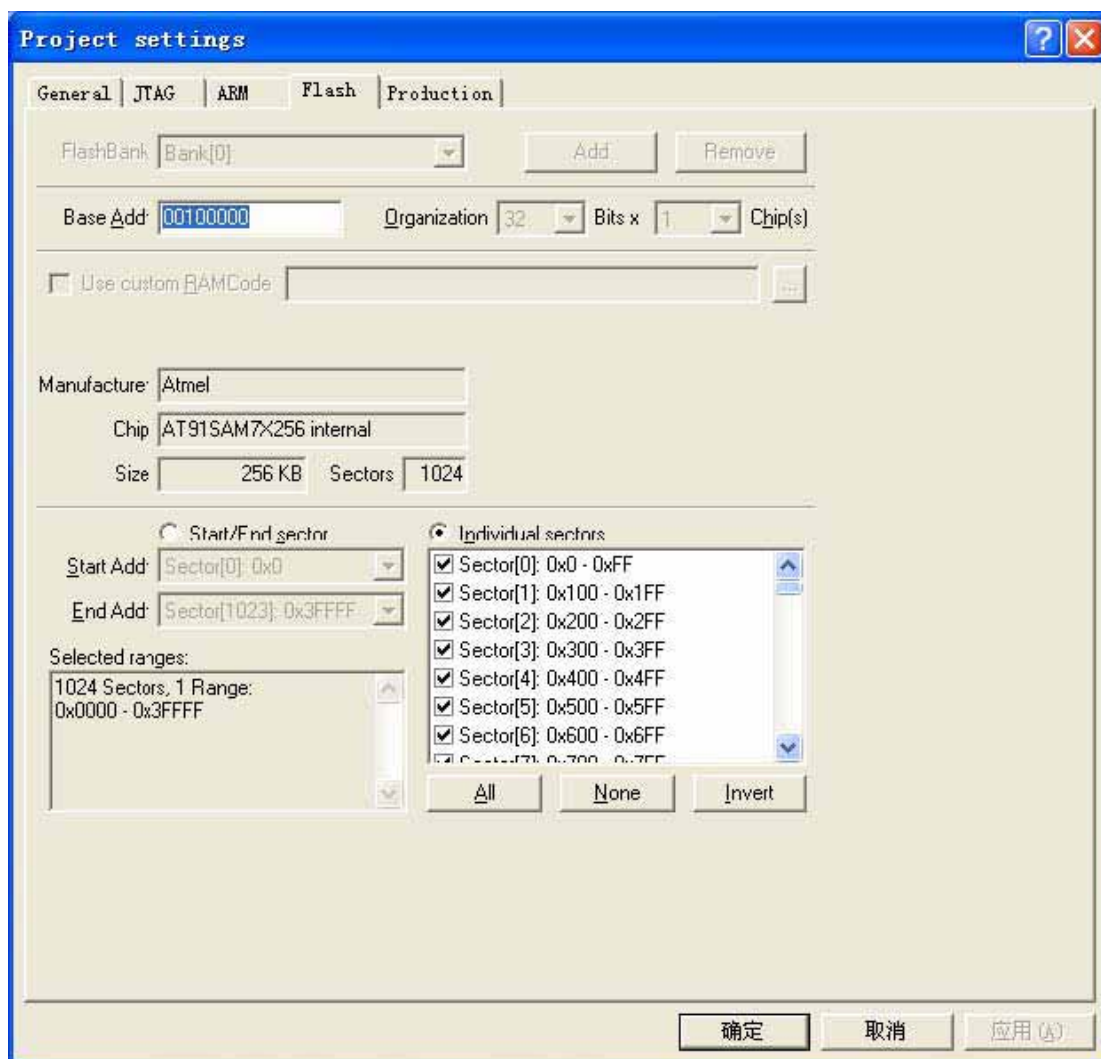 Project settings
General JTAG ARM Flash Production
FlashBank Bank[0] Add Remove
Base Add: 00100000 Organization 32 Bits x 1 Chip(s)
Use custom RAMCode ...
Manufacture: Atmel
Chip AT91SAM7X256 internal
Size 256 KB Sectors 1024
Start/End sector Individual sectors
Start Add: Sector[0]: 0x0
End Add: Sector[1023]: 0x3FFFF
Selected ranges:
1024 Sectors, 1 Range:
0x0000 - 0x3FFFF
Sector[0]: 0x0 - 0xFF
Sector[1]: 0x100 - 0x1FF
Sector[2]: 0x200 - 0x2FF
Sector[3]: 0x300 - 0x3FF
Sector[4]: 0x400 - 0x4FF
Sector[5]: 0x500 - 0x5FF
Sector[6]: 0x600 - 0x6FF
Sector[7]: 0x700 - 0x7FF
All None Invert
确定 取消 应用(A)